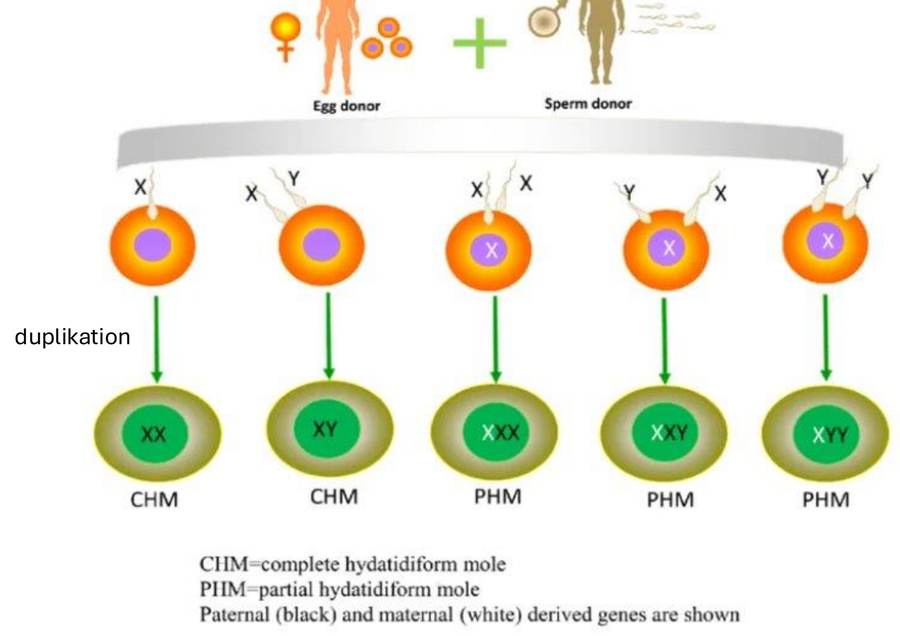 Egg donor
Sperm donor
X
X Y
X X
Y X
Y Y
X
X
X
duplikation
XX
XY
XXX
XXY
XYY
CHM
CHM
PHM
PHM
PHM
CHM=complete hydatidiform mole
PHM=partial hydatidiform mole
Paternal (black) and maternal (white) derived genes are shown